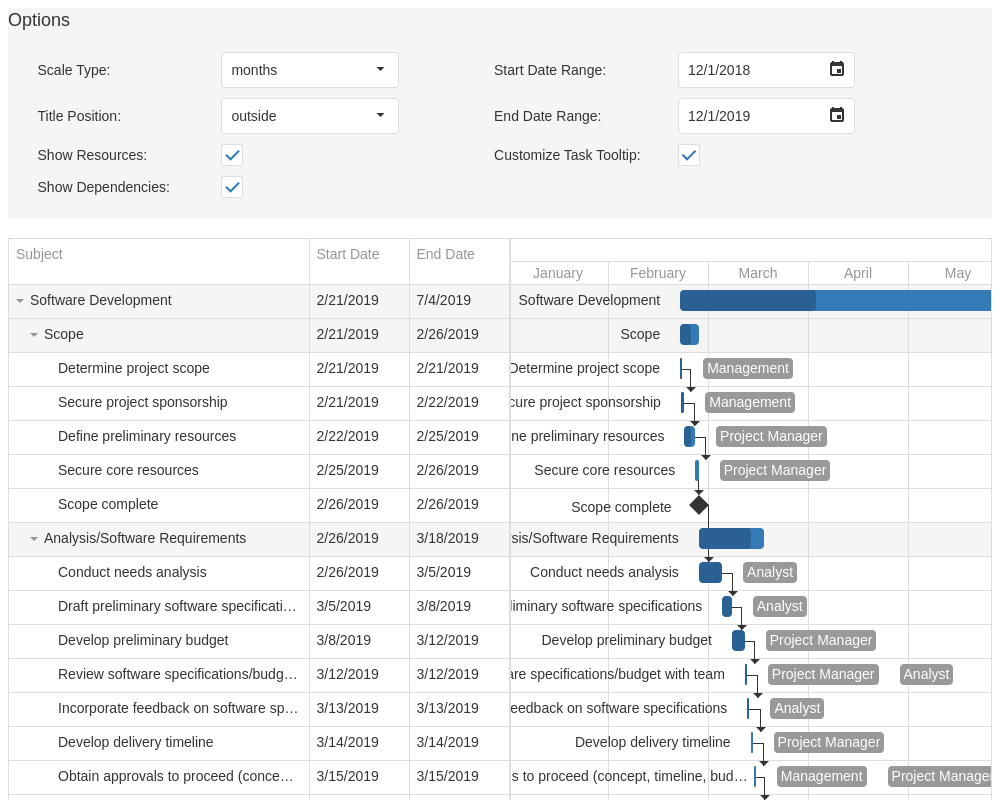 Options
Scale Type: months Start Date Range: 12/1/2018
Title Position: outside End Date Range: 12/1/2019
Show Resources: Customize Task Tooltip:
Show Dependencies:
Subject Start Date End Date
January February March April May
Software Development 2/21/2019 7/4/2019 Software Development
Scope 2/21/2019 2/26/2019 Scope
Determine project scope 2/21/2019 2/21/2019 Determine project scope Management
Secure project sponsorship 2/21/2019 2/22/2019 cure project sponsorship Management
Define preliminary resources 2/22/2019 2/25/2019 ne preliminary resources Project Manager
Secure core resources 2/25/2019 2/26/2019 Secure core resources Project Manager
Scope complete 2/26/2019 2/26/2019 Scope complete
Analysis/Software Requirements 2/26/2019 3/18/2019 sis/Software Requirements
Conduct needs analysis 2/26/2019 3/5/2019 Conduct needs analysis Analyst
Draft preliminary software specificati... 3/5/2019 3/8/2019 liminary software specifications Analyst
Develop preliminary budget 3/8/2019 3/12/2019 Develop preliminary budget Project Manager
Review software specifications/budg... 3/12/2019 3/12/2019 are specifications/budget with team Project Manager Analyst
Incorporate feedback on software sp... 3/13/2019 3/13/2019 eedback on software specifications Analyst
Develop delivery timeline 3/14/2019 3/14/2019 Develop delivery timeline Project Manager
Obtain approvals to proceed (conce... 3/15/2019 3/15/2019 s to proceed (concept, timeline, bud... Management Project Manager